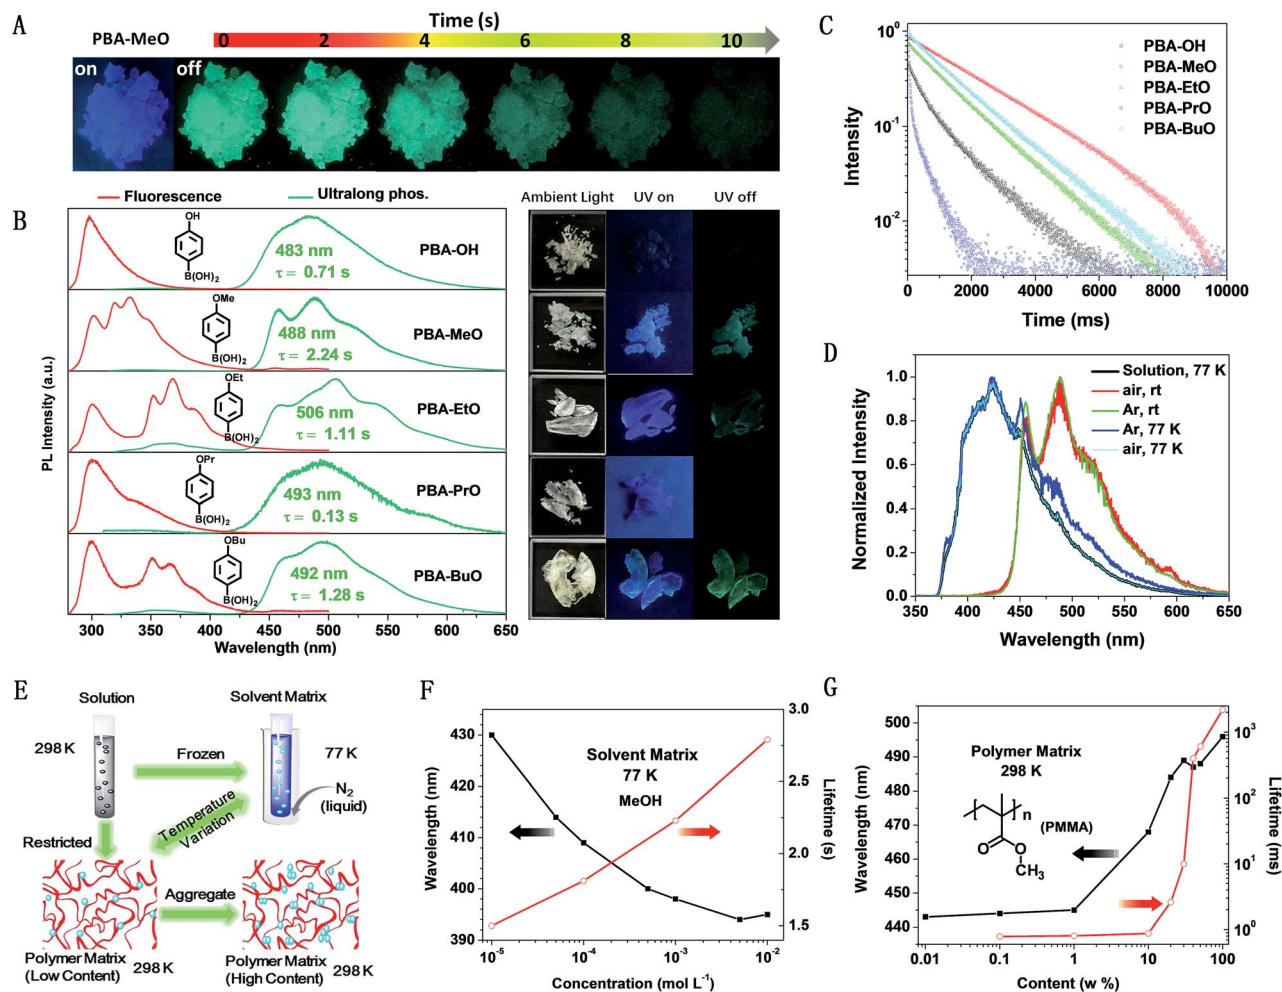 A
Time (s)
PBA-MeO
0 2 4 6 8 10
on off
B
Fluorescence Ultralong phos.
Ambient Light UV on UV off
PL Intensity (a.u.)
OH
B(OH)2
483 nm
τ = 0.71 s
PBA-OH
OMe
B(OH)2
488 nm
τ = 2.24 s
PBA-MeO
OEt
B(OH)2
506 nm
τ = 1.11 s
PBA-EtO
OPr
B(OH)2
493 nm
τ = 0.13 s
PBA-PrO
OBu
B(OH)2
492 nm
τ = 1.28 s
PBA-BuO
300 350 400 450 500 550 600 650
Wavelength (nm)
C
Intensity
10^0
10^-1
10^-2
PBA-OH
PBA-MeO
PBA-EtO
PBA-PrO
PBA-BuO
0 2000 4000 6000 8000 10000
Time (ms)
D
Normalized Intensity
1.0
0.8
0.6
0.4
0.2
0.0
Solution, 77 K
air, rt
Ar, rt
Ar, 77 K
air, 77 K
350 400 450 500 550 600 650
Wavelength (nm)
E
Solution
Solvent Matrix
298 K
Frozen
77 K
N2
(liquid)
Temperature
Variation
Restricted
Aggregate
Polymer Matrix
(Low Content)
298 K
Polymer Matrix
(High Content)
298 K
F
Wavelength (nm)
430
420
410
400
390
Solvent Matrix
77 K
MeOH
3.0
2.5
2.0
1.5
Lifetime (s)
10^-5 10^-4 10^-3 10^-2
Concentration (mol L^-1)
G
Wavelength (nm)
500
490
480
470
460
450
440
Polymer Matrix
298 K
n
(PMMA)
O
O
CH3
10^3
10^2
10^1
10^0
Lifetime (ms)
0.01 0.1 1 10 100
Content (w %)